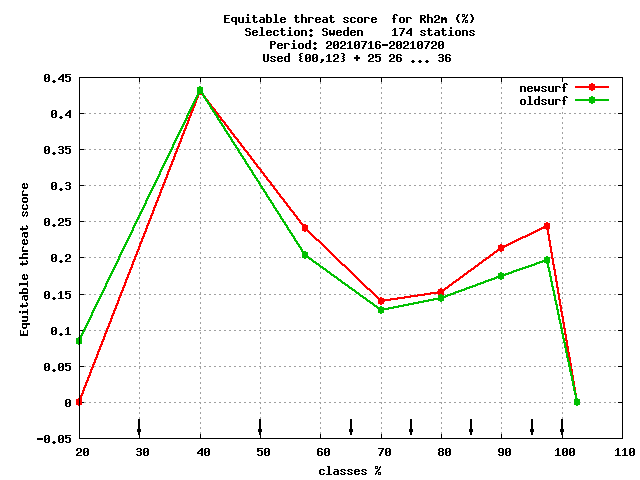 Equitable threat score  for Rh2m (%)
Selection: Sweden    174 stations
Period: 20210716-20210720
Used {00,12} + 25 26 ... 36
newsurf
oldsurf
Equitable threat score
0.45
0.4
0.35
0.3
0.25
0.2
0.15
0.1
0.05
0
-0.05
20 30 40 50 60 70 80 90 100 110
classes %